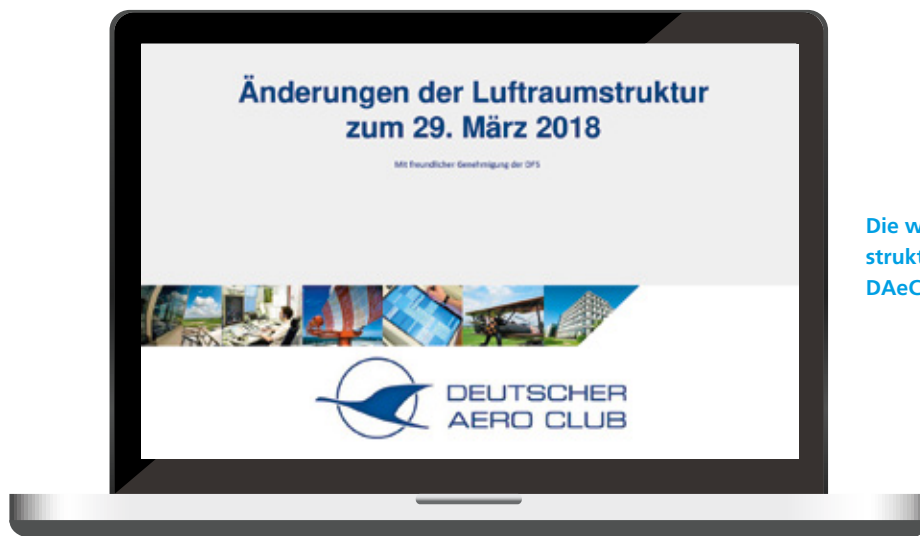 Änderungen der Luftraumstruktur
zum 29. März 2018
Mit freundlicher Genehmigung der DFS
DEUTSCHER
AERO CLUB
Die w
strukt
DAeC